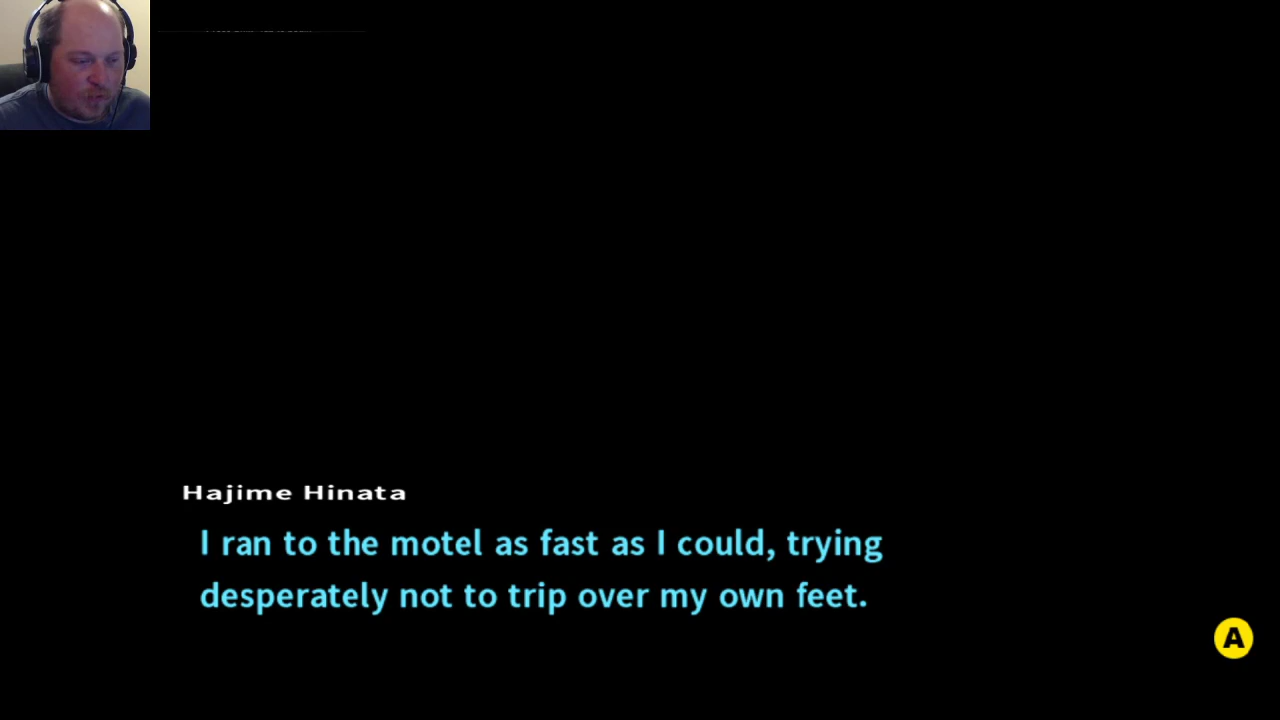 Hajime Hinata
I ran to the motel as fast as I could, trying
desperately not to trip over my own feet.
A